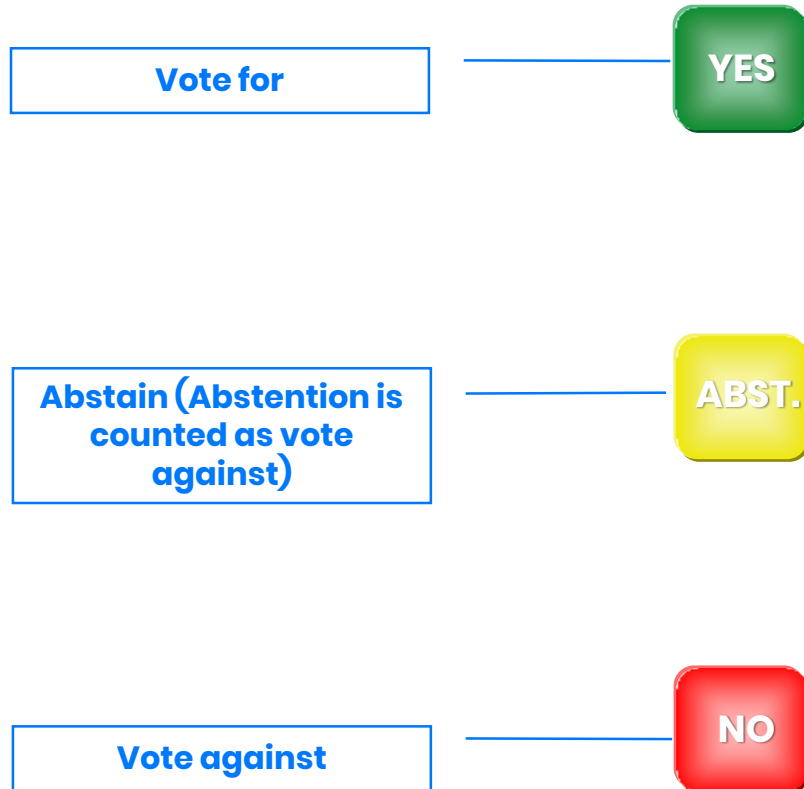 Vote for
YES
Abstain (Abstention is
counted as vote
against)
ABST.
Vote against
NO